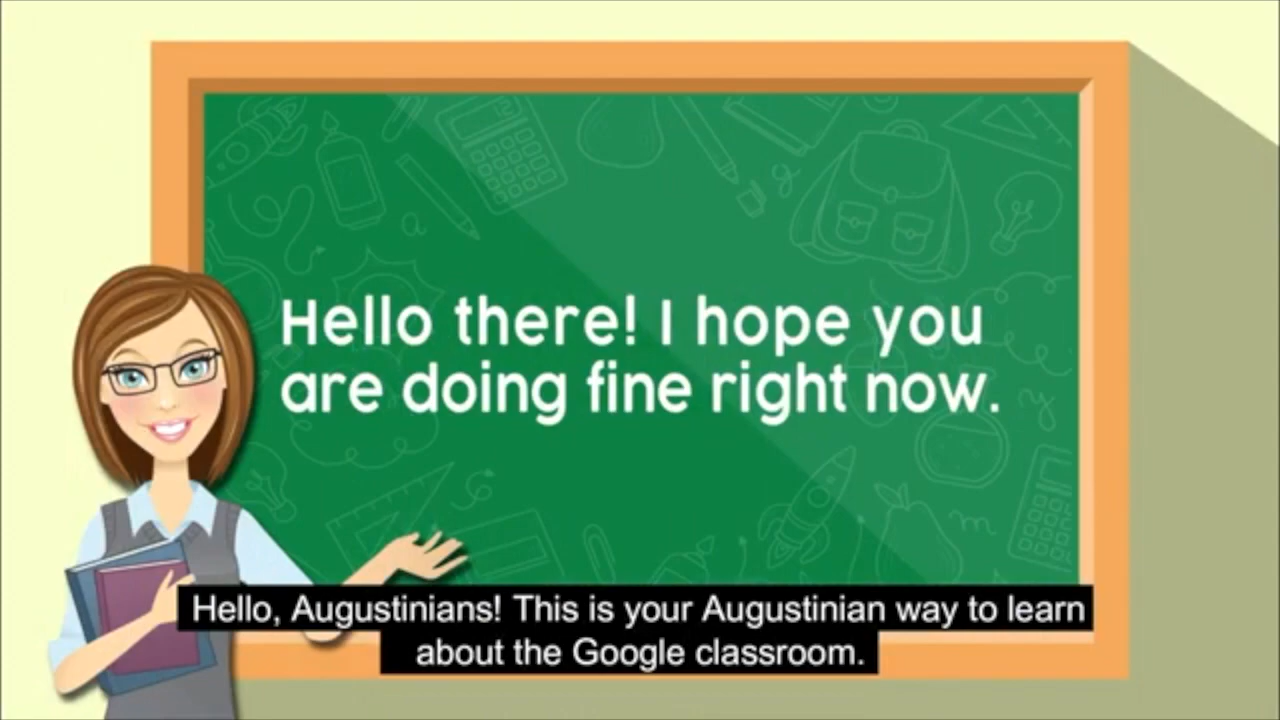 Hello there! I hope you
are doing fine right now.
Hello, Augustinians! This is your Augustinian way to learn
about the Google classroom.